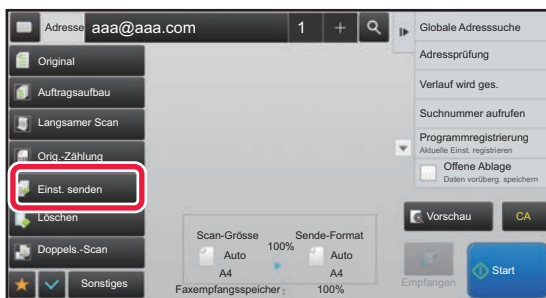 Adresse aaa@aaa.com 1 +
Original
Auftragsaufbau
Langsamer Scan
Orig.-Zählung
Einst. senden
Löschen
Doppels.-Scan
Sonstiges
Scan-Grösse 100% Sende-Format
Auto Auto
A4 A4
Faxempfangsspeicher: 100%
Globale Adresssuche
Adressprüfung
Verlauf wird ges.
Suchnummer aufrufen
Programmregistrierung
Aktuelle Einst. registrieren
Offene Ablage
Daten vorüberg. speichern
Vorschau CA
Empfangen Start